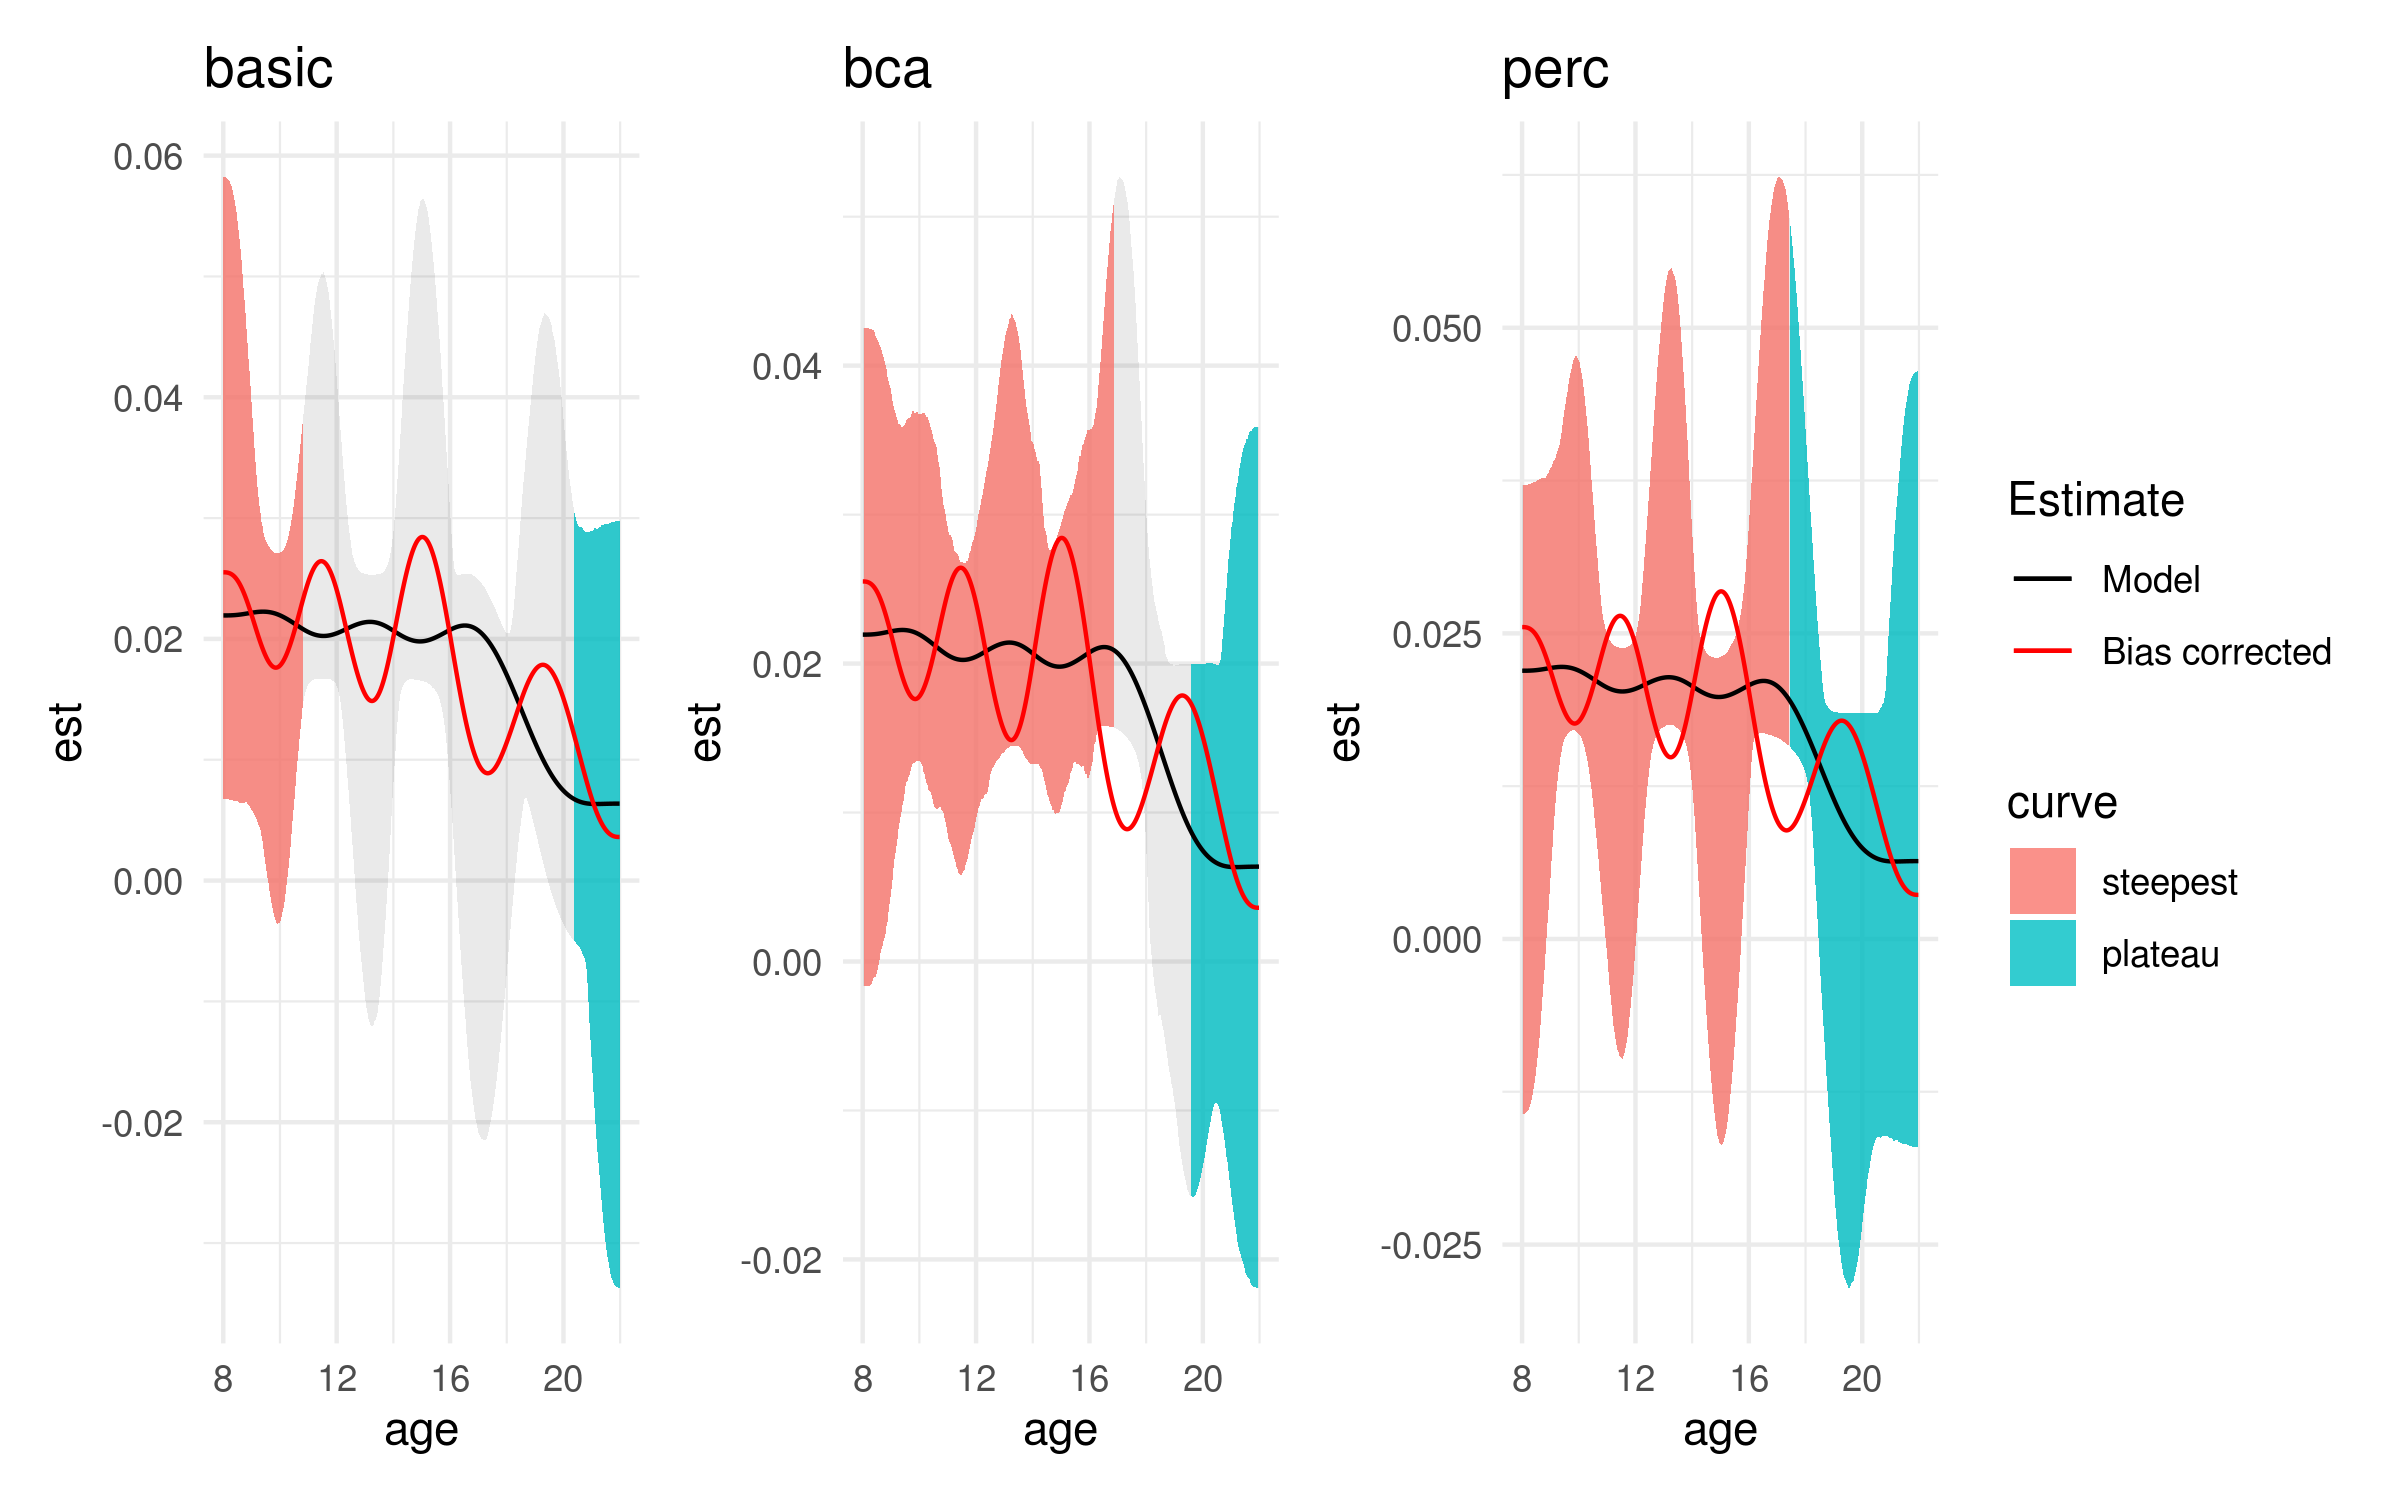 basic
bca
perc
0.06
0.04
0.02
0.00
-0.02
est
8 12 16 20
age
0.04
0.02
0.00
-0.02
est
8 12 16 20
age
0.050
0.025
0.000
-0.025
est
8 12 16 20
age
Estimate
Model
Bias corrected
curve
steepest
plateau